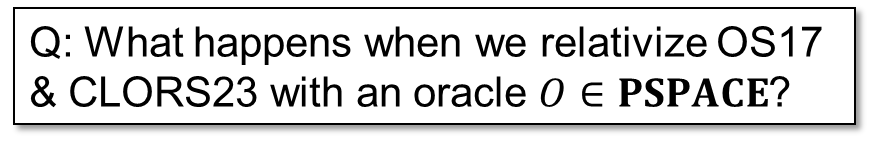 Q: What happens when we relativize OS17
& CLORS23 with an oracle 𝑂 ∈ 𝐏𝐒𝐏𝐀𝐂𝐄?